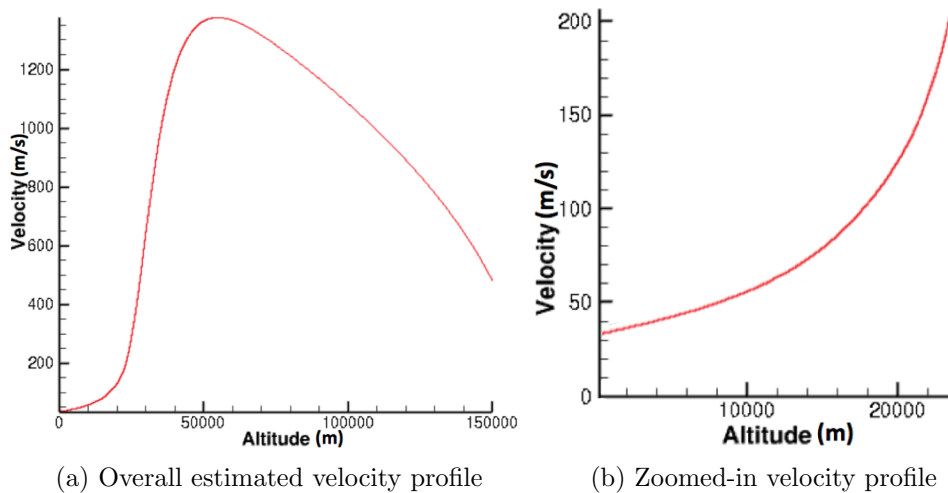 1200
1000
800
600
400
200
Velocity(m/s)
0
50000
100000
150000
Altitude (m)
(a) Overall estimated velocity profile
200
150
100
50
0
Velocity (m/s)
10000
20000
Altitude (m)
(b) Zoomed-in velocity profile